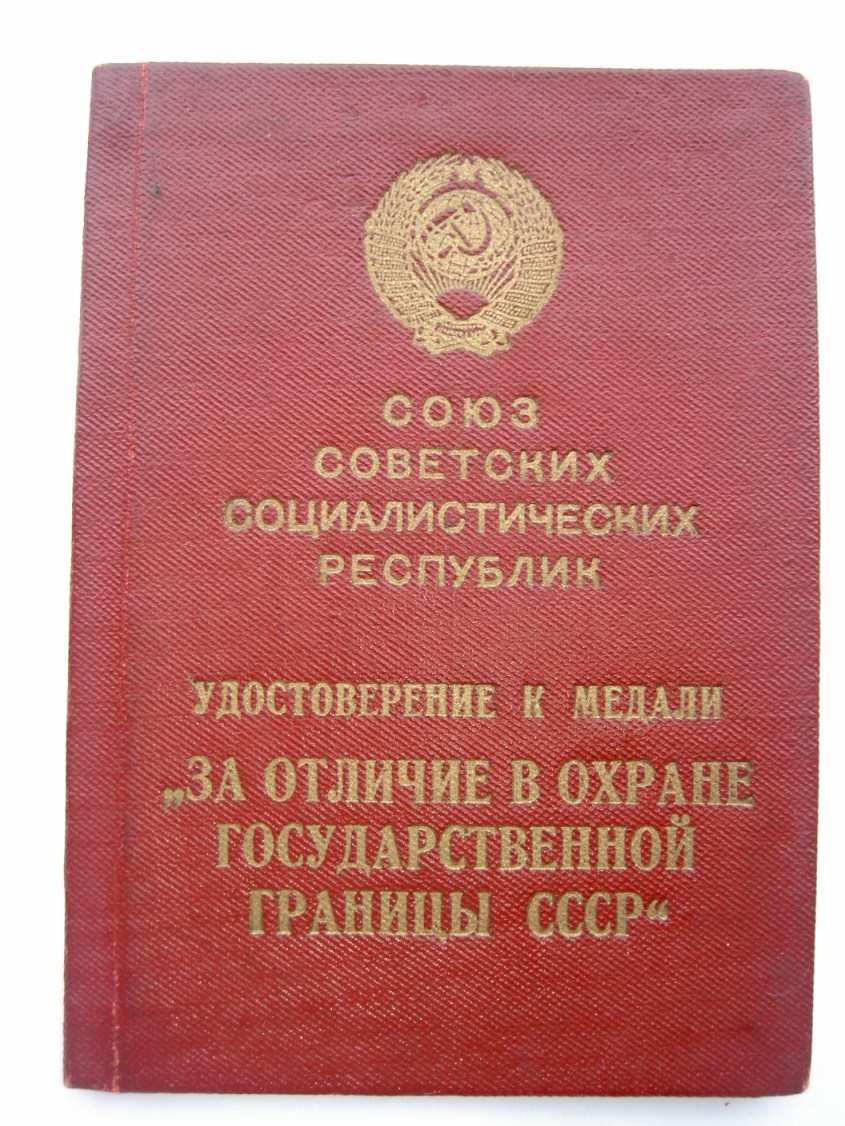 СОЮЗ
СОВЕТСКИХ
СОЦИАЛИСТИЧЕСКИХ
РЕСПУБЛИК
УДОСТОВЕРЕНИЕ К МЕДАЛИ
„ЗА ОТЛИЧИЕ В ОХРАНЕ
ГОСУДАРСТВЕННОЙ
ГРАНИЦЫ СССР“